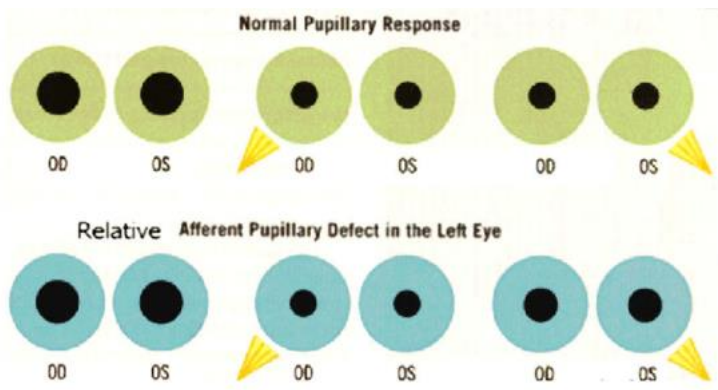 Normal Pupillary Response
OD OS OD OS OD OS
Relative Afferent Pupillary Defect in the Left Eye
OD OS OD OS OD OS